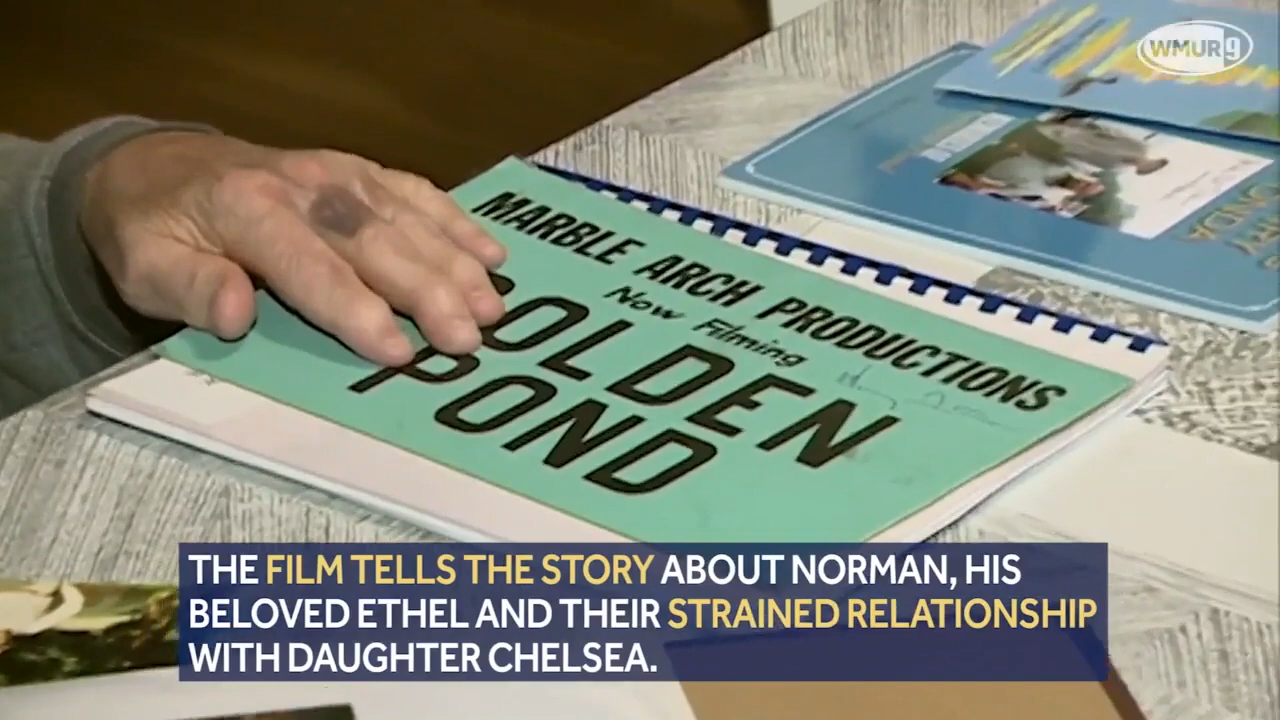 WMUR9
MARBLE ARCH PRODUCTIONS
Now Filming
GOLDEN
POND
THE FILM TELLS THE STORY ABOUT NORMAN, HIS
BELOVED ETHEL AND THEIR STRAINED RELATIONSHIP
WITH DAUGHTER CHELSEA.